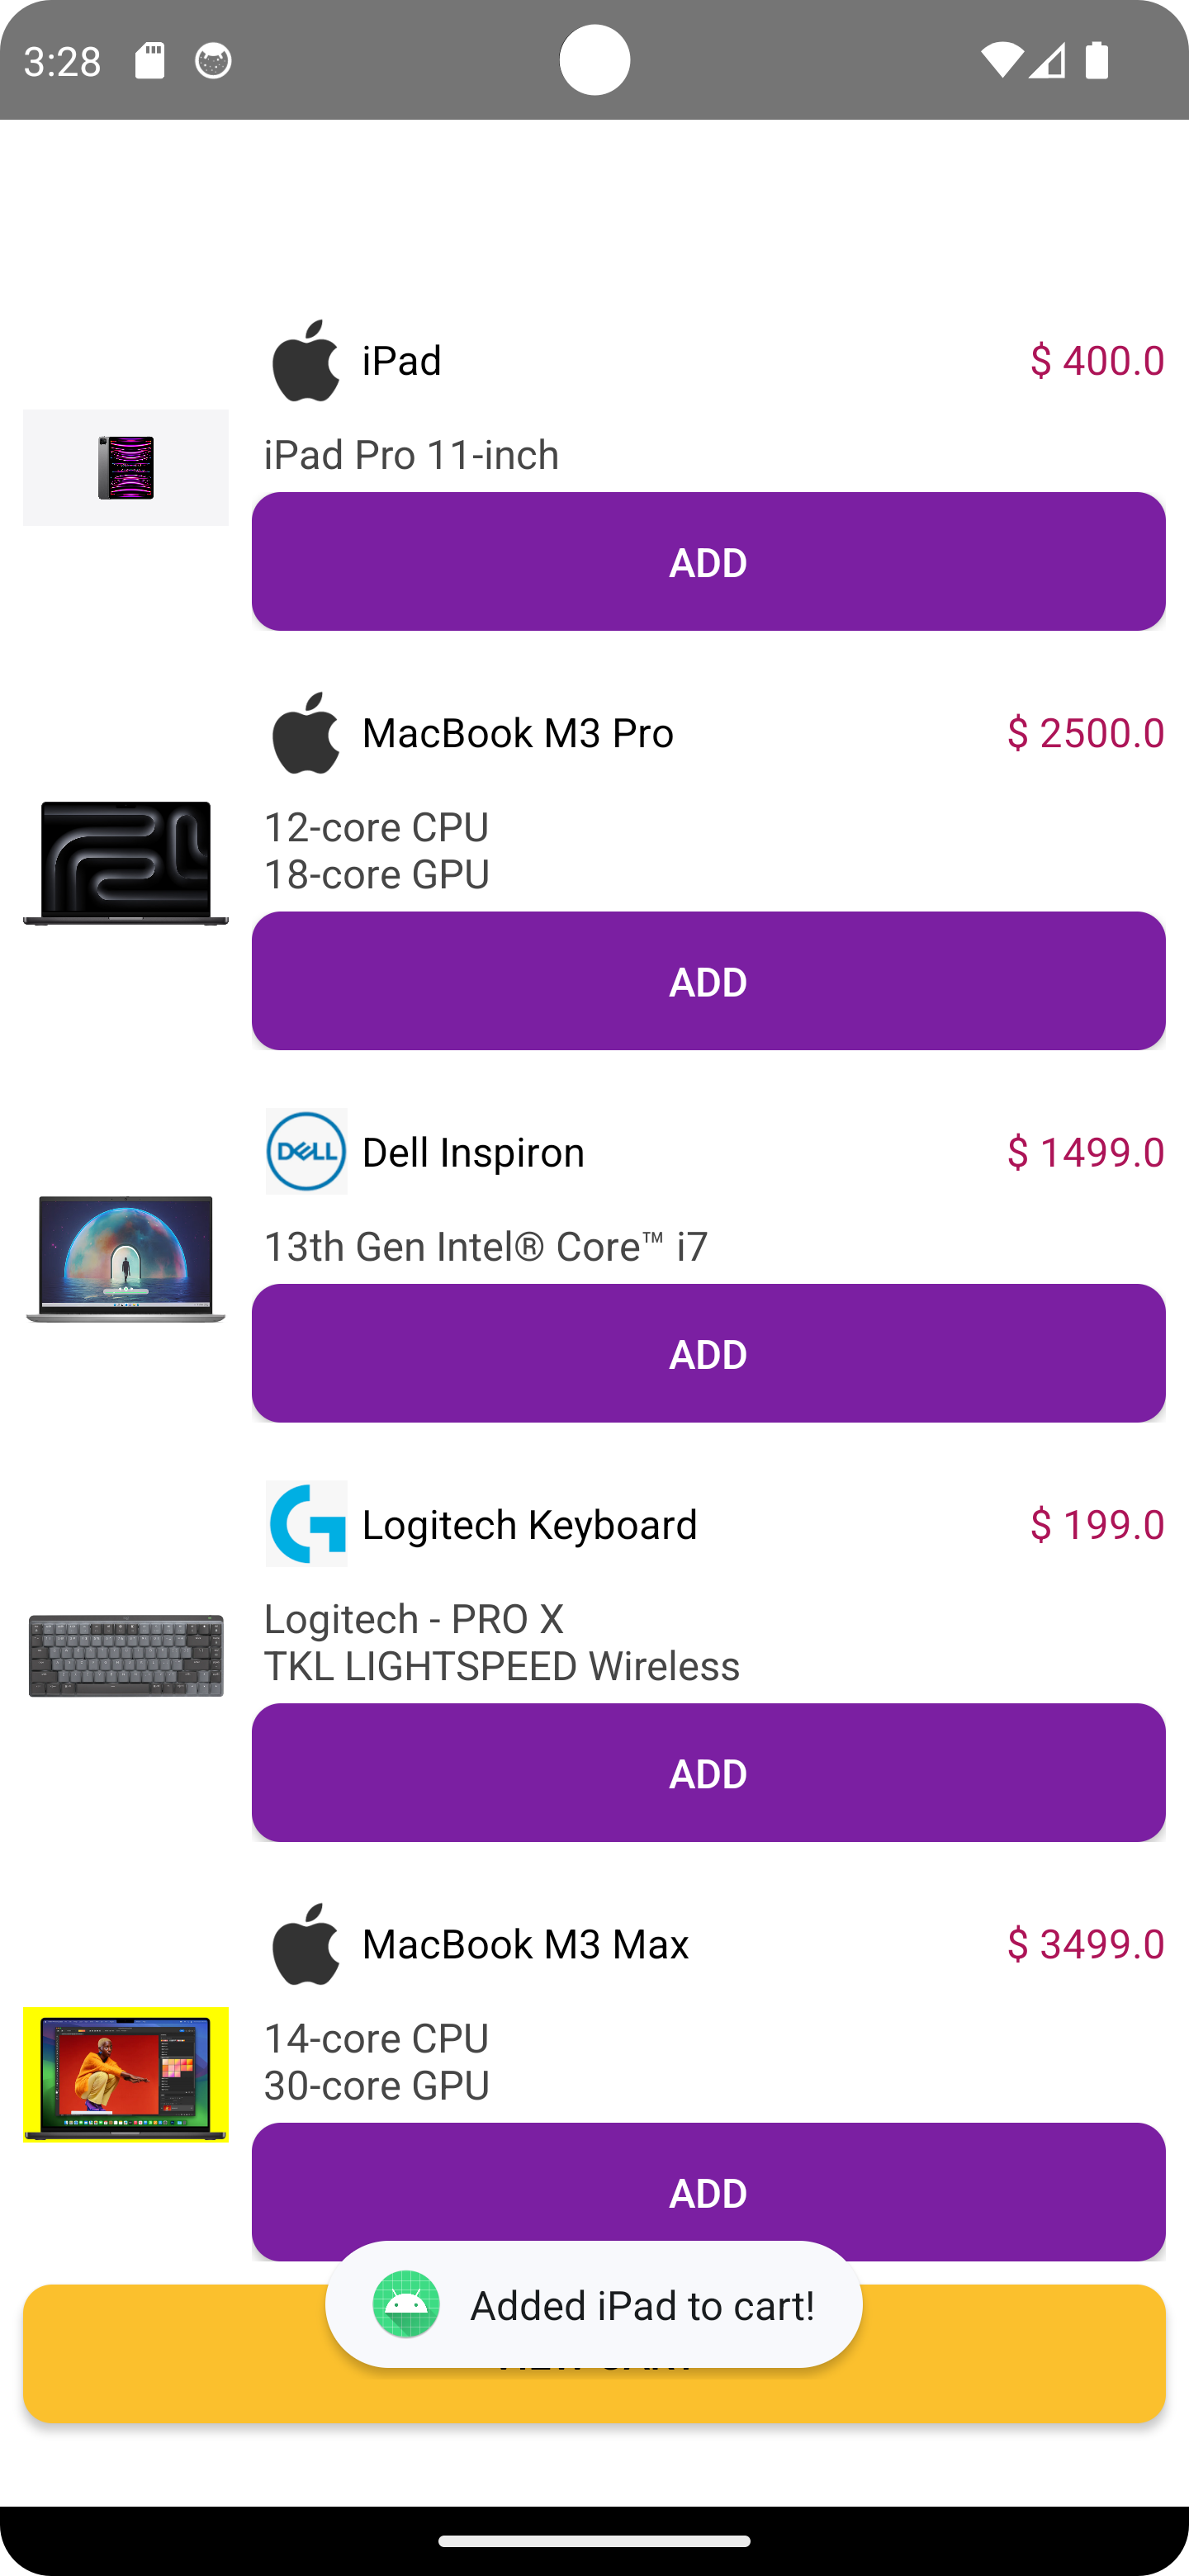 3:28
iPad
$ 400.0
iPad Pro 11-inch
ADD
MacBook M3 Pro
$ 2500.0
12-core CPU
18-core GPU
ADD
DELL
Dell Inspiron
$ 1499.0
13th Gen Intel® Core™ i7
ADD
Logitech Keyboard
$ 199.0
Logitech - PRO X
TKL LIGHTSPEED Wireless
ADD
MacBook M3 Max
$ 3499.0
14-core CPU
30-core GPU
ADD
Added iPad to cart!